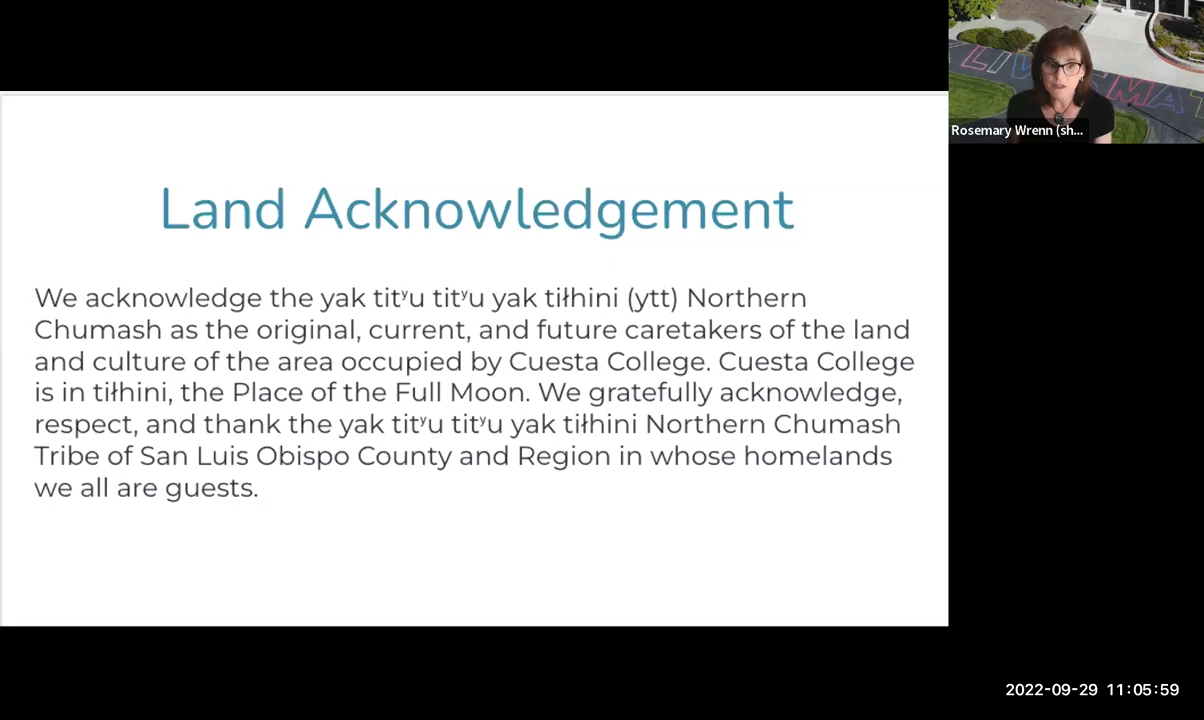 Land Acknowledgement
We acknowledge the yak titʸu titʸu yak tiłhini (ytt) Northern
Chumash as the original, current, and future caretakers of the land
and culture of the area occupied by Cuesta College. Cuesta College
is in tiłhini, the Place of the Full Moon. We gratefully acknowledge,
respect, and thank the yak titʸu titʸu yak tiłhini Northern Chumash
Tribe of San Luis Obispo County and Region in whose homelands
we all are guests.
Rosemary Wrenn (sh...
2022-09-29 11:05:59